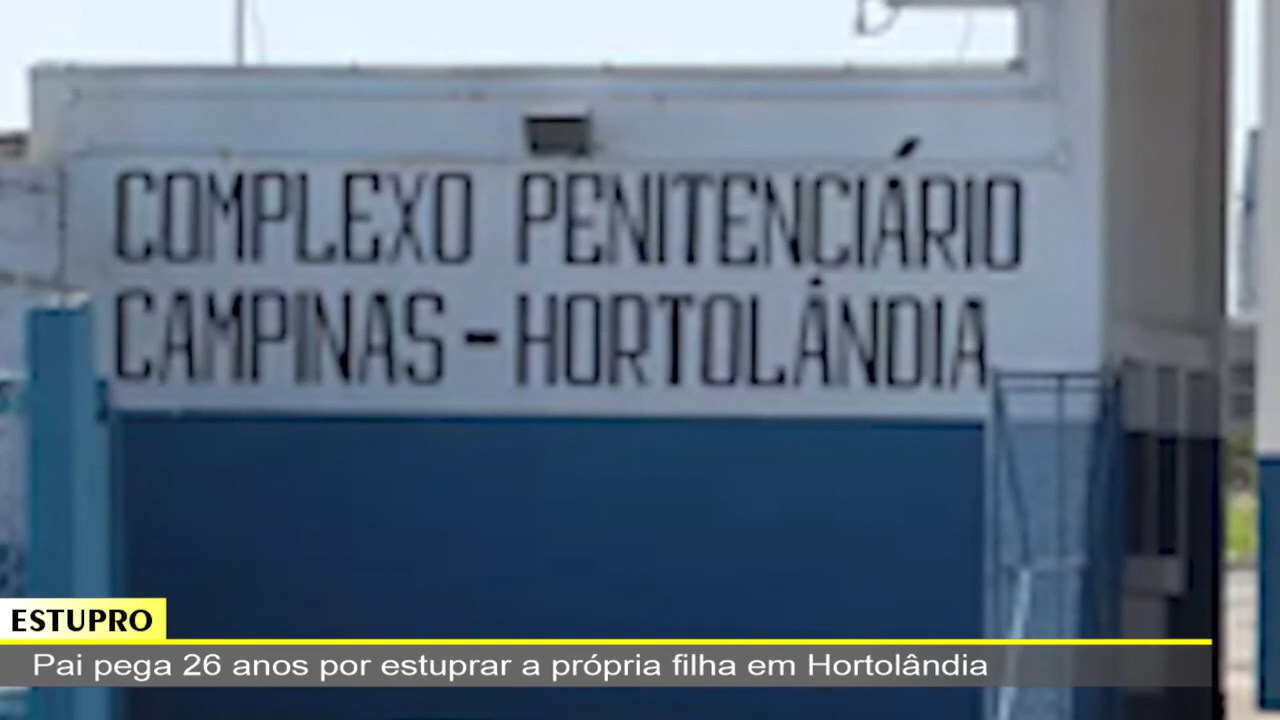 COMPLEXO PENITENCIÁRIO
CAMPINAS - HORTOLÂNDIA
ESTUPRO
Pai pega 26 anos por estuprar a própria filha em Hortolândia